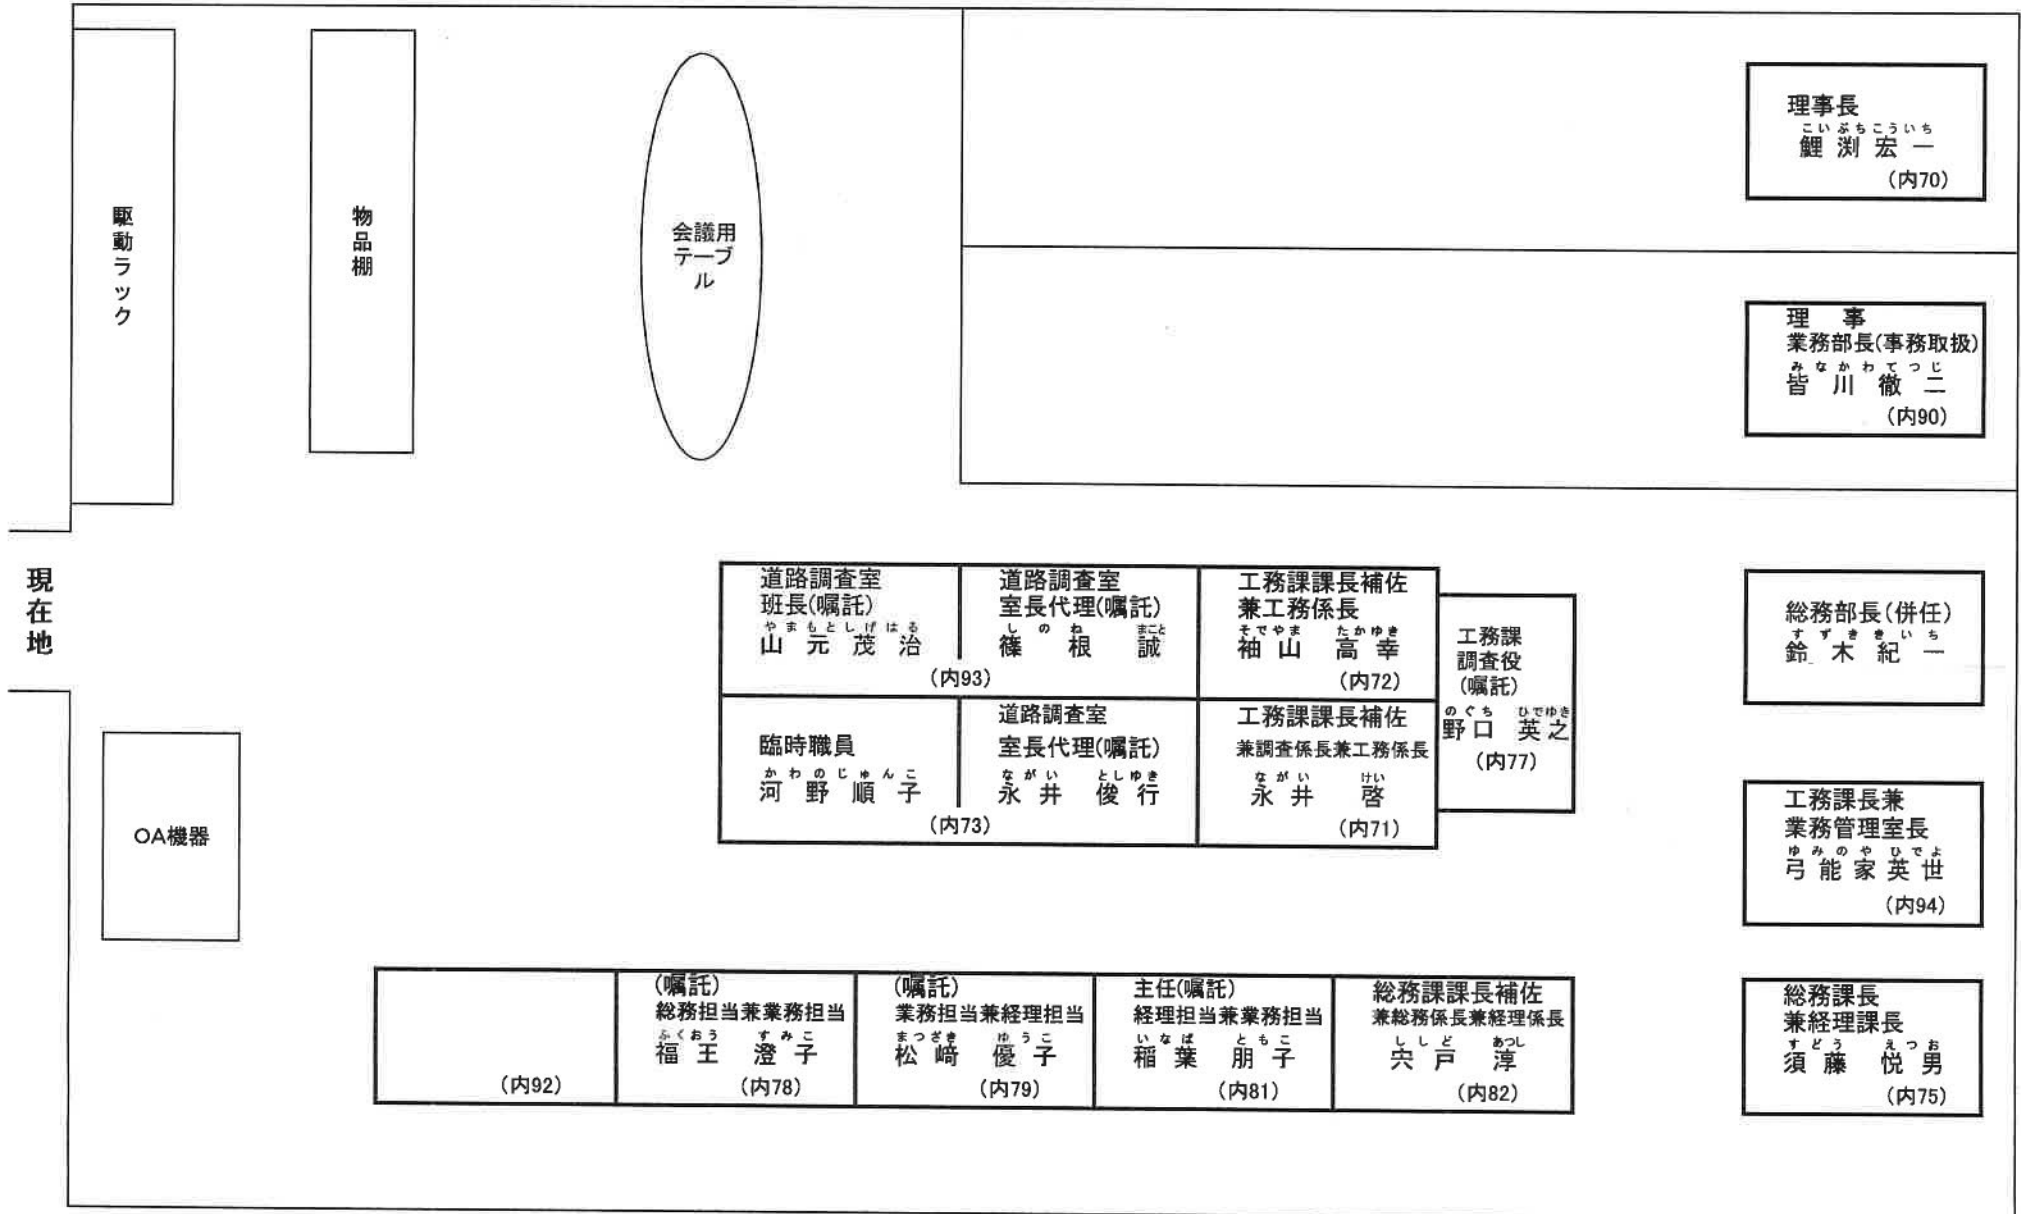 駆動ラック
物品棚
会議用
テーブ
ル
理事長
こいぶちこういち
鯉渕宏一
(内70)
理　事
業務部長(事務取扱)
みなかわてつじ
皆川徹二
(内90)
現在地
道路調査室
班長(嘱託)
やまもとしげはる
山元茂治
道路調査室
室長代理(嘱託)
しのね　まこと
篠根　誠
(内93)
工務課課長補佐
兼工務係長
そでやま　たかゆき
袖山　高幸
(内72)
工務課
調査役
(嘱託)
のぐち　ひでゆき
野口　英之
(内77)
総務部長(併任)
すずききいち
鈴木紀一
臨時職員
かわのじゅんこ
河野順子
道路調査室
室長代理(嘱託)
ながい　としゆき
永井　俊行
(内73)
工務課課長補佐
兼調査係長兼工務係長
ながい　けい
永井　啓
(内71)
OA機器
工務課長兼
業務管理室長
ゆみのやひでよ
弓能家英世
(内94)
(内92)
(嘱託)
総務担当兼業務担当
ふくおう　すみこ
福王　澄子
(内78)
(嘱託)
業務担当兼経理担当
まつざき　ゆうこ
松﨑　優子
(内79)
主任(嘱託)
経理担当兼業務担当
いなば　ともこ
稲葉　朋子
(内81)
総務課課長補佐
兼総務係長兼経理係長
ししど　あつし
宍戸　淳
(内82)
総務課長
兼経理課長
すどう　えつお
須藤　悦男
(内75)